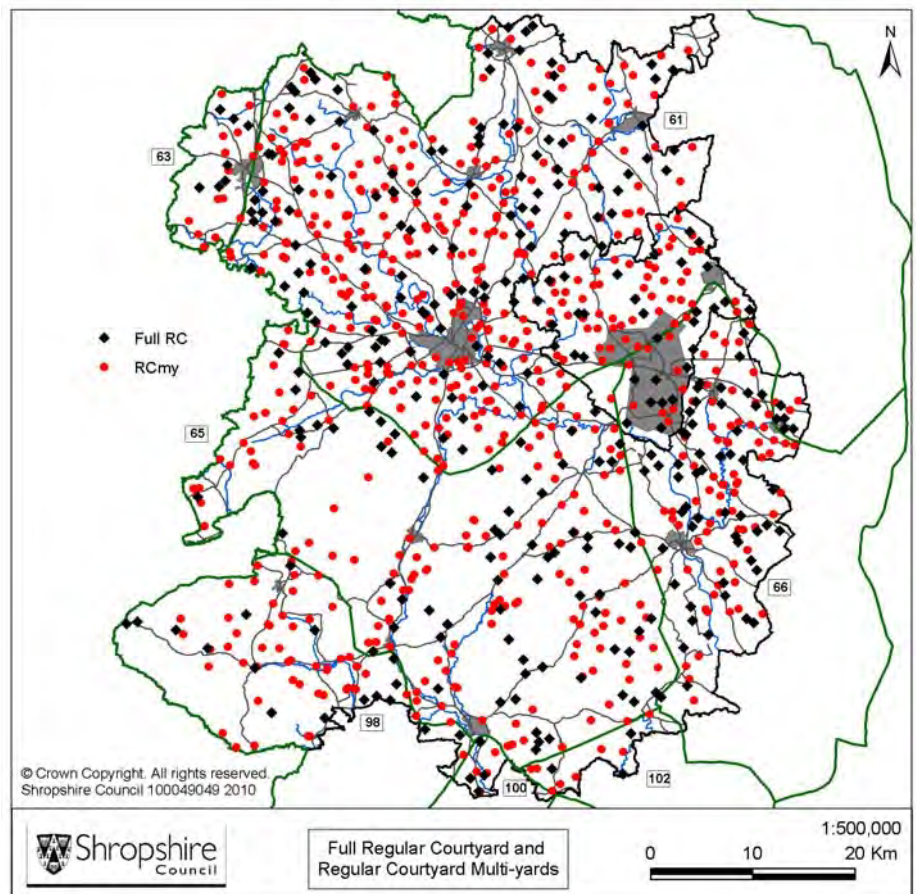 N
61
63
Full RC
RCmy
65
66
98
© Crown Copyright. All rights reserved.
Shropshire Council 100049049 2010
100
102
Shropshire
Council
Full Regular Courtyard and
Regular Courtyard Multi-yards
1:500,000
0 10 20 Km